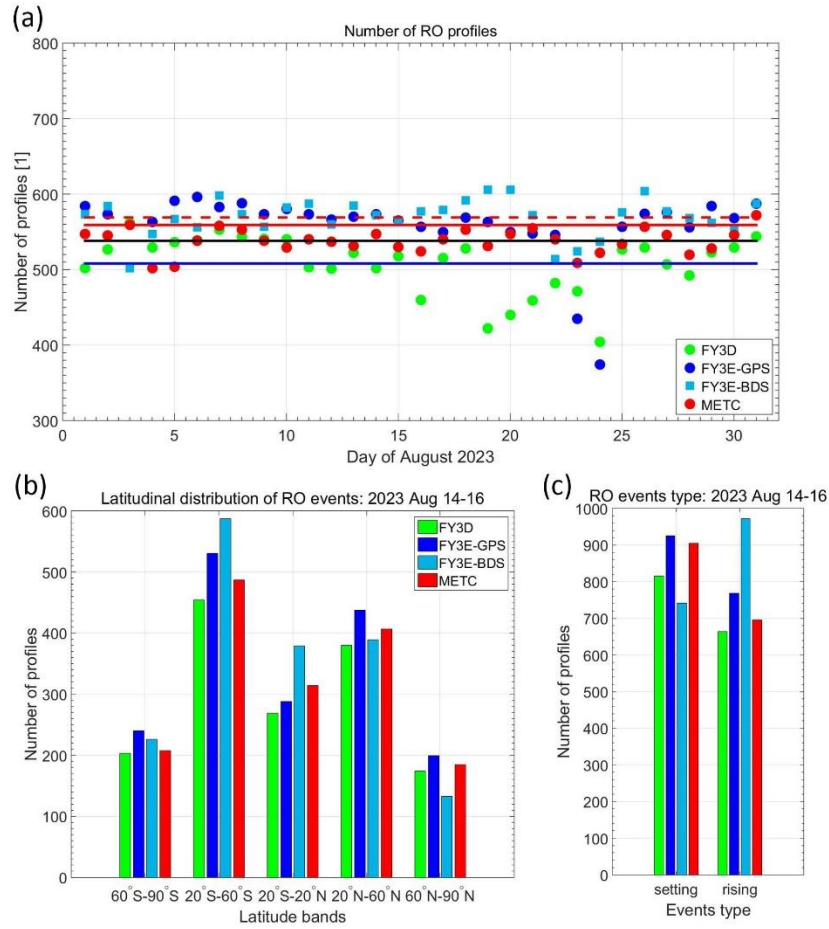 (a)
Number of RO profiles
800
700
600
500
400
300
Number of profiles [1]
0 5 10 15 20 25 30
Day of August 2023
FY3D
FY3E-GPS
FY3E-BDS
METC
(b)
Latitudinal distribution of RO events: 2023 Aug 14-16
600
500
400
300
200
100
0
Number of profiles
FY3D
FY3E-GPS
FY3E-BDS
METC
60°S-90°S 20°S-60°S 20°S-20°N 20°N-60°N 60°N-90°N
Latitude bands
(c)
RO events type: 2023 Aug 14-16
1000
900
800
700
600
500
400
300
200
100
0
Number of profiles
setting rising
Events type